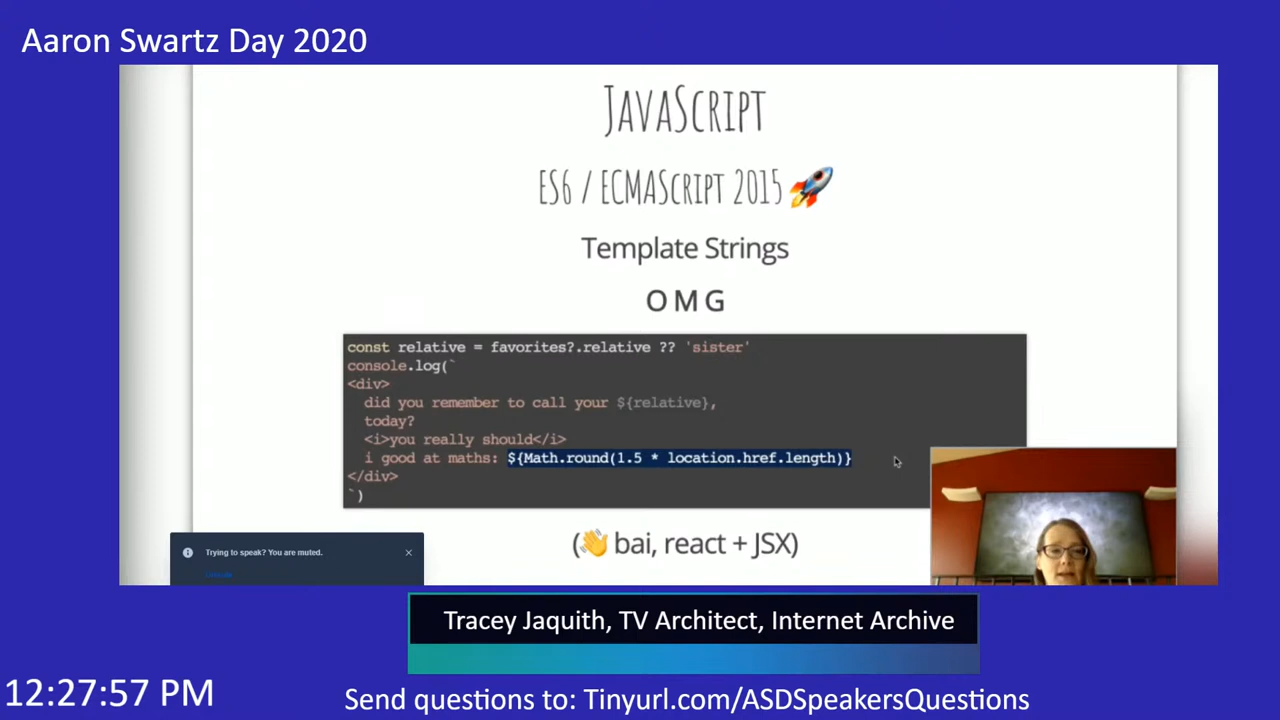 Aaron Swartz Day 2020
JavaScript
ES6 / ECMAScript 2015 🚀
Template Strings
OMG
const relative = favorites?.relative ?? 'sister'
console.log(`
<div>
  did you remember to call your ${relative},
  today?
  <i>you really should</i>
  i good at maths: ${Math.round(1.5 * location.href.length)}
</div>
`)
(👋 bai, react + JSX)
Trying to speak? You are muted.
Tracey Jaquith, TV Architect, Internet Archive
12:27:57 PM
Send questions to: Tinyurl.com/ASDSpeakersQuestions